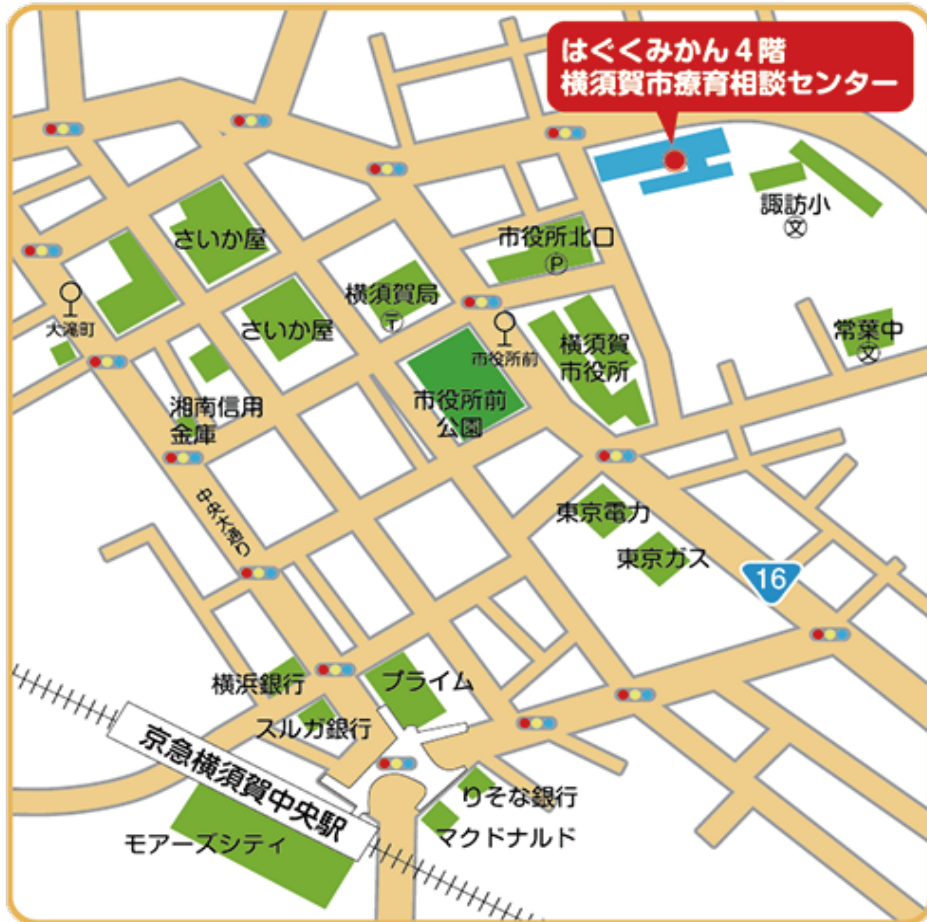 はぐくみかん4階
横須賀市療育相談センター
諏訪小
文
さいか屋
市役所北口
P
横須賀局
〒
大滝町
さいか屋
市役所前
横須賀
市役所
常葉中
文
湘南信用
金庫
市役所前
公園
中央大通り
東京電力
東京ガス
16
横浜銀行
プライム
スルガ銀行
京急横須賀中央駅
りそな銀行
モアーズシティ
マクドナルド